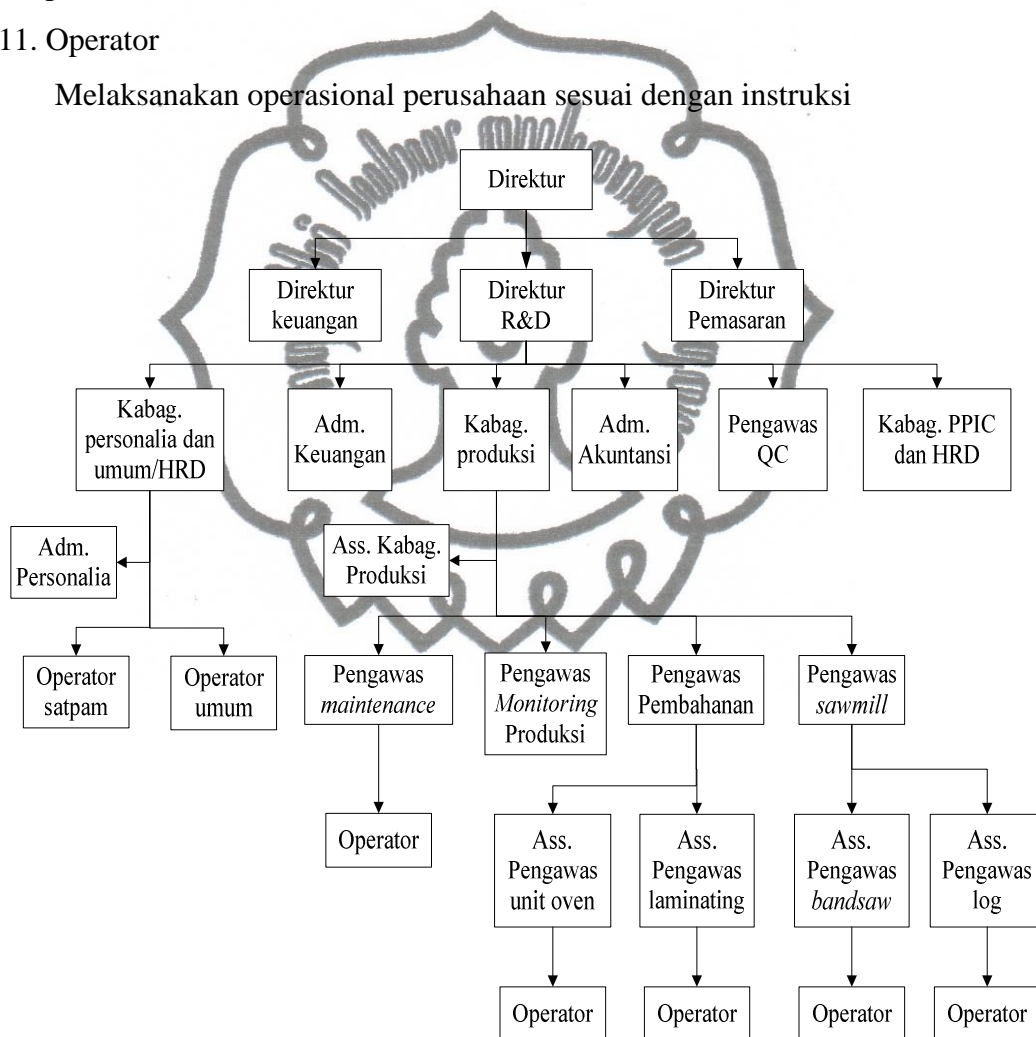 11. Operator
Melaksanakan operasional perusahaan sesuai dengan instruksi
Direktur
Direktur
keuangan
Direktur
R&D
Direktur
Pemasaran
Kabag.
personalia dan
umum/HRD
Adm.
Keuangan
Kabag.
produksi
Adm.
Akuntansi
Pengawas
QC
Kabag. PPIC
dan HRD
Adm.
Personalia
Ass. Kabag.
Produksi
Operator
satpam
Operator
umum
Pengawas
maintenance
Pengawas
Monitoring
Produksi
Pengawas
Pembahanan
Pengawas
sawmill
Operator
Ass.
Pengawas
unit oven
Ass.
Pengawas
laminating
Ass.
Pengawas
bandsaw
Ass.
Pengawas
log
Operator
Operator
Operator
Operator